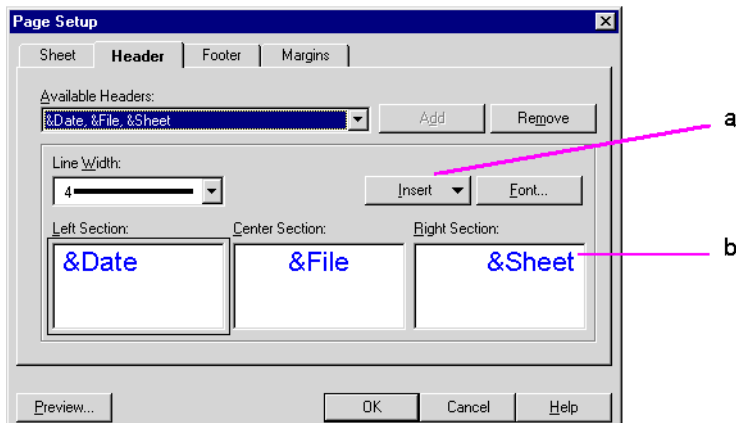 Page Setup
Sheet Header Footer Margins
Available Headers:
&Date, &File, &Sheet Add Remove
a
Line Width:
4 Insert Font...
Left Section: Center Section: Right Section:
&Date &File &Sheet
b
Preview... OK Cancel Help